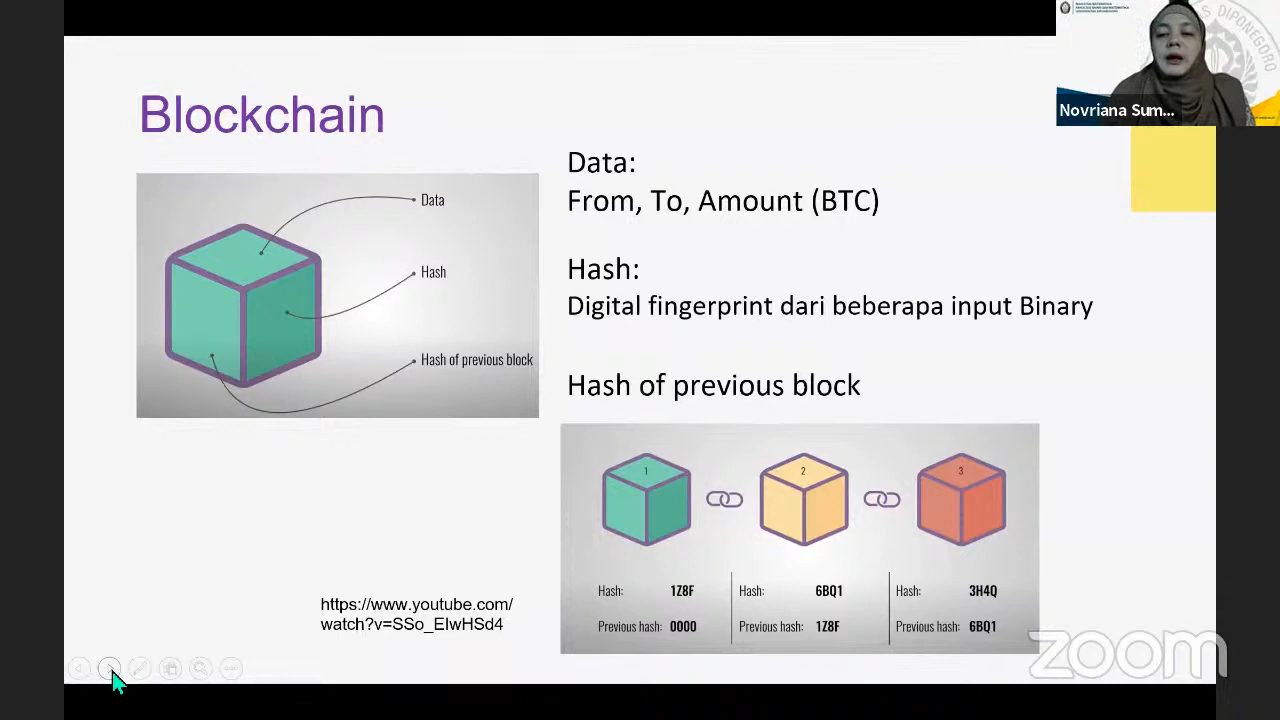 Blockchain
Data
Hash
Hash of previous block
Data:
From, To, Amount (BTC)
Hash:
Digital fingerprint dari beberapa input Binary
Hash of previous block
1
2
3
Hash: 1Z8F
Previous hash: 0000
Hash: 6BQ1
Previous hash: 1Z8F
Hash: 3H4Q
Previous hash: 6BQ1
https://www.youtube.com/
watch?v=SSo_EIwHSd4
Novriana Sum...
DIPONEGORO
zoom